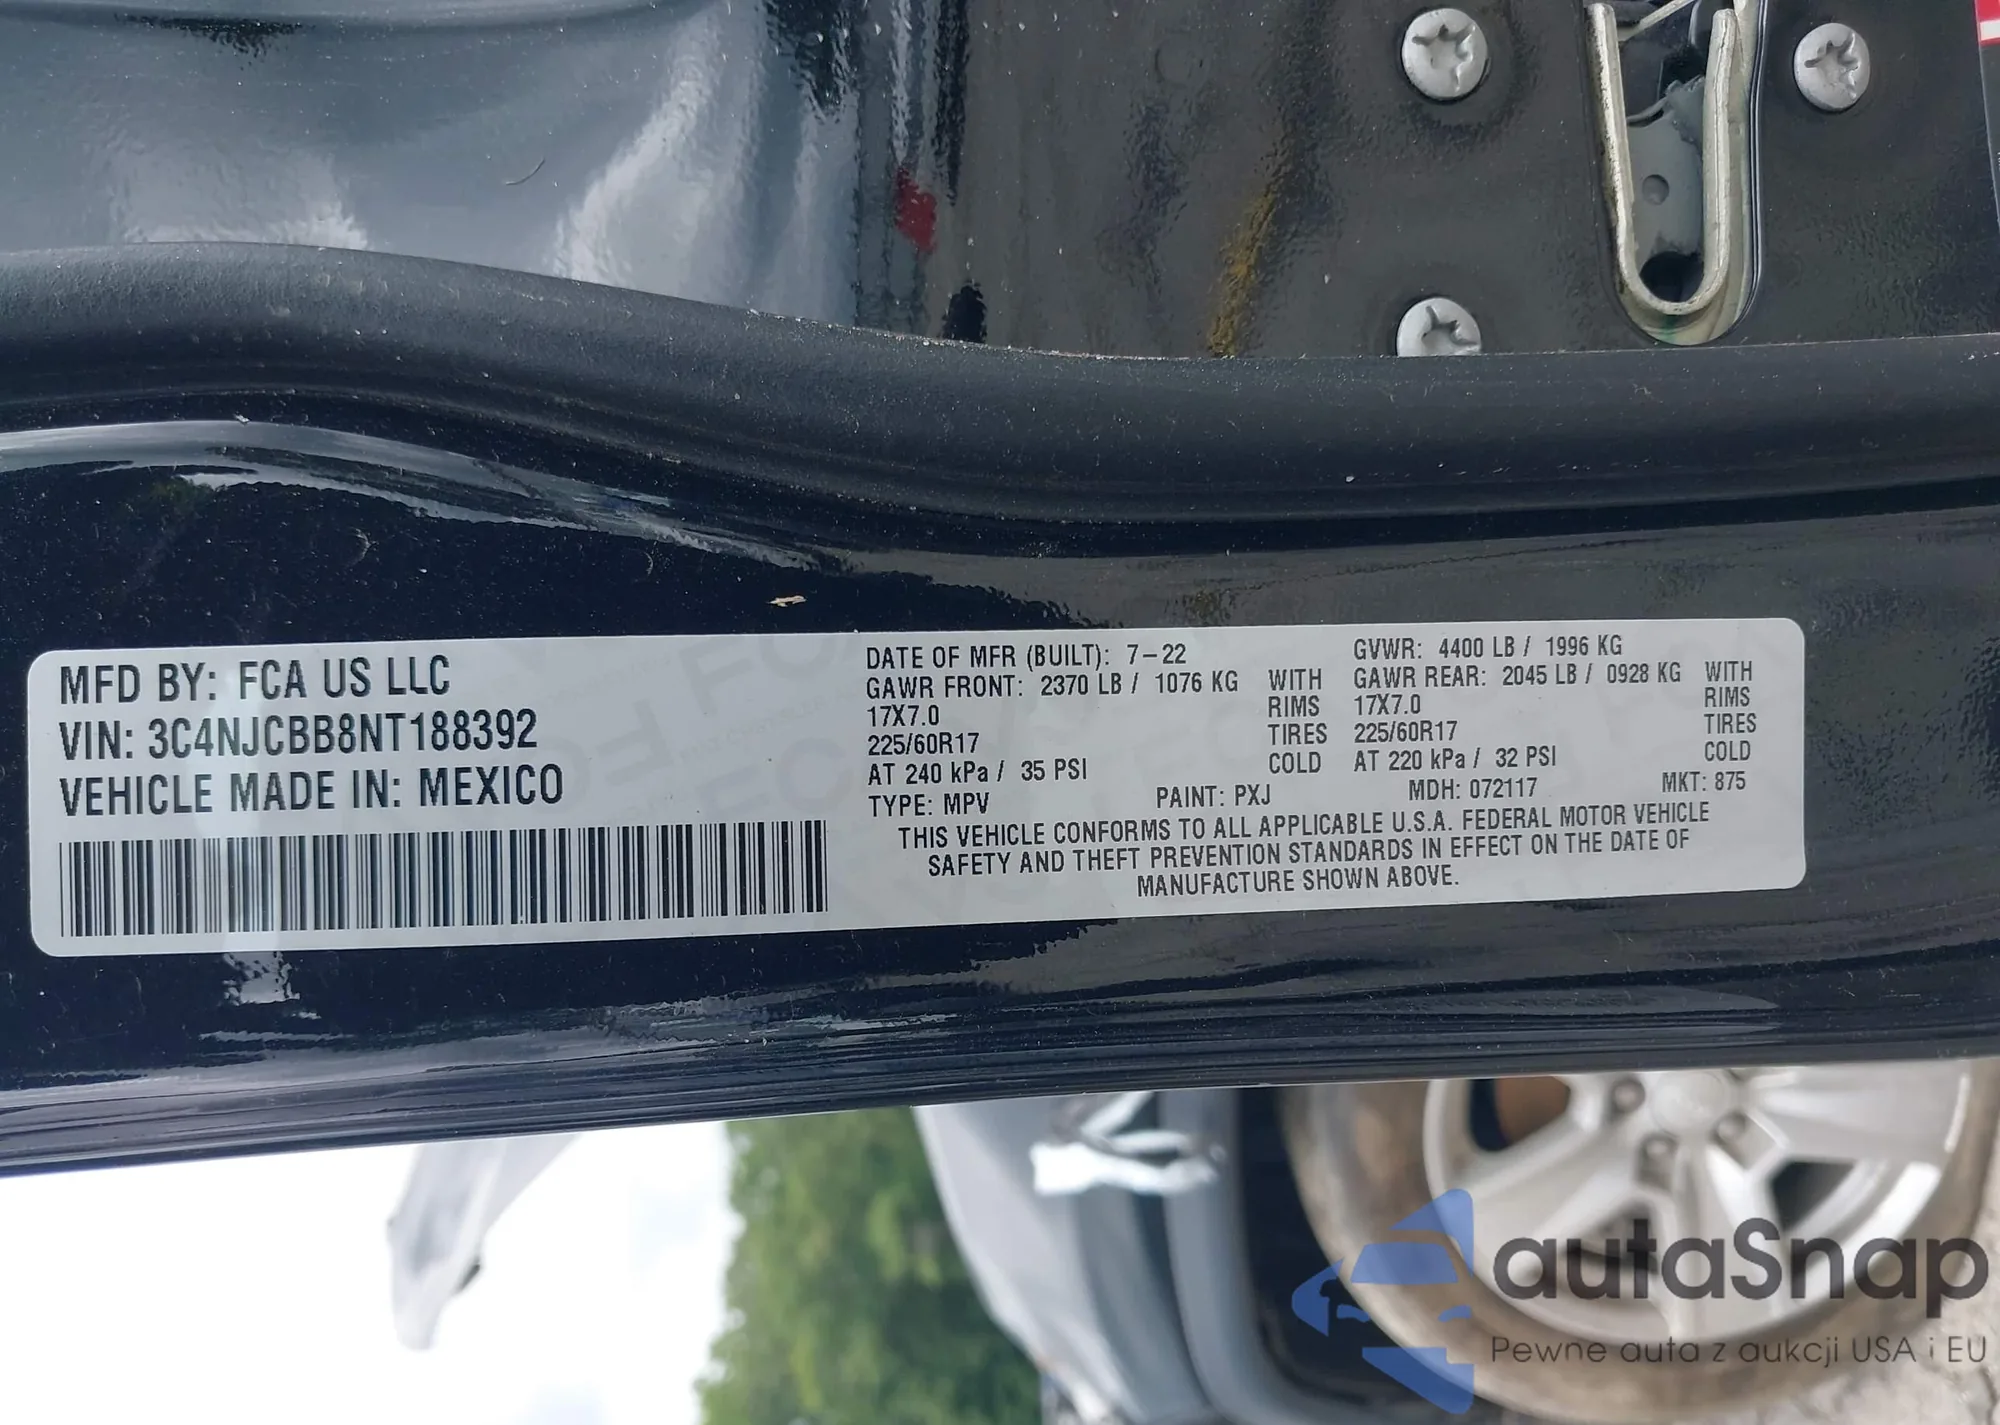 MFD BY: FCA US LLC
VIN: 3C4NJCBB8NT188392
VEHICLE MADE IN: MEXICO
DATE OF MFR (BUILT): 7-22 GVWR: 4400 LB / 1996 KG
GAWR FRONT: 2370 LB / 1076 KG WITH GAWR REAR: 2045 LB / 0928 KG WITH
17X7.0 RIMS 17X7.0 RIMS
225/60R17 TIRES 225/60R17 TIRES
AT 240 kPa / 35 PSI COLD AT 220 kPa / 32 PSI COLD
TYPE: MPV PAINT: PXJ MDH: 072117 MKT: 875
THIS VEHICLE CONFORMS TO ALL APPLICABLE U.S.A. FEDERAL MOTOR VEHICLE
SAFETY AND THEFT PREVENTION STANDARDS IN EFFECT ON THE DATE OF
MANUFACTURE SHOWN ABOVE.
autaSnap
Pewne auta z aukcji USA i EU